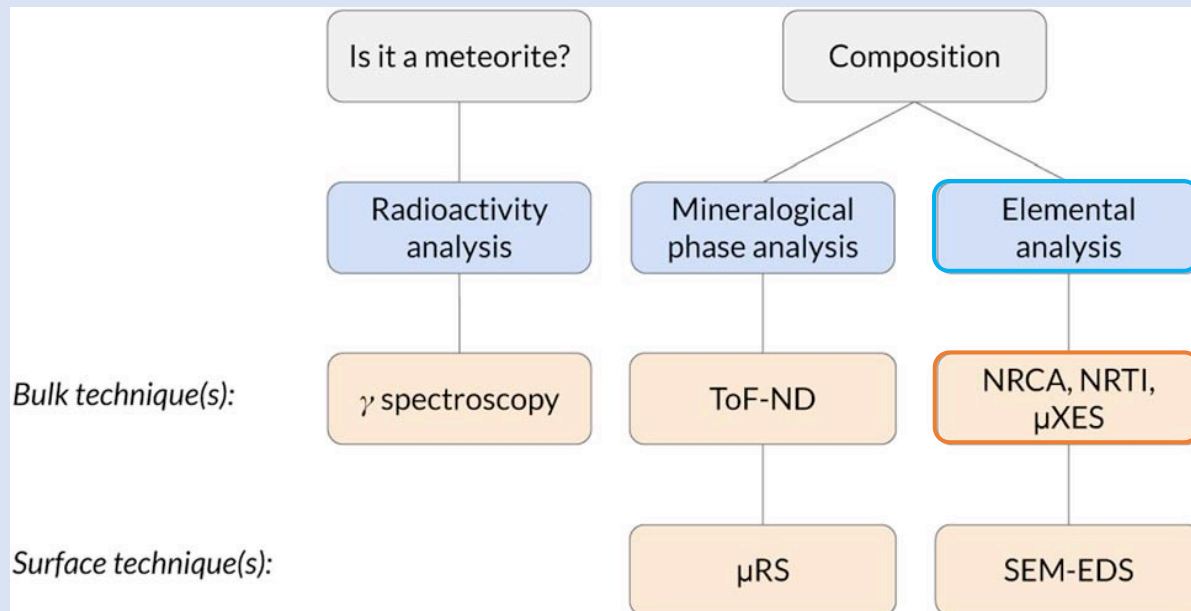 Is it a meteorite?
Composition
Radioactivity
analysis
Mineralogical
phase analysis
Elemental
analysis
Bulk technique(s):
γ spectroscopy
ToF-ND
NRCA, NRTI,
µXES
Surface technique(s):
µRS
SEM-EDS